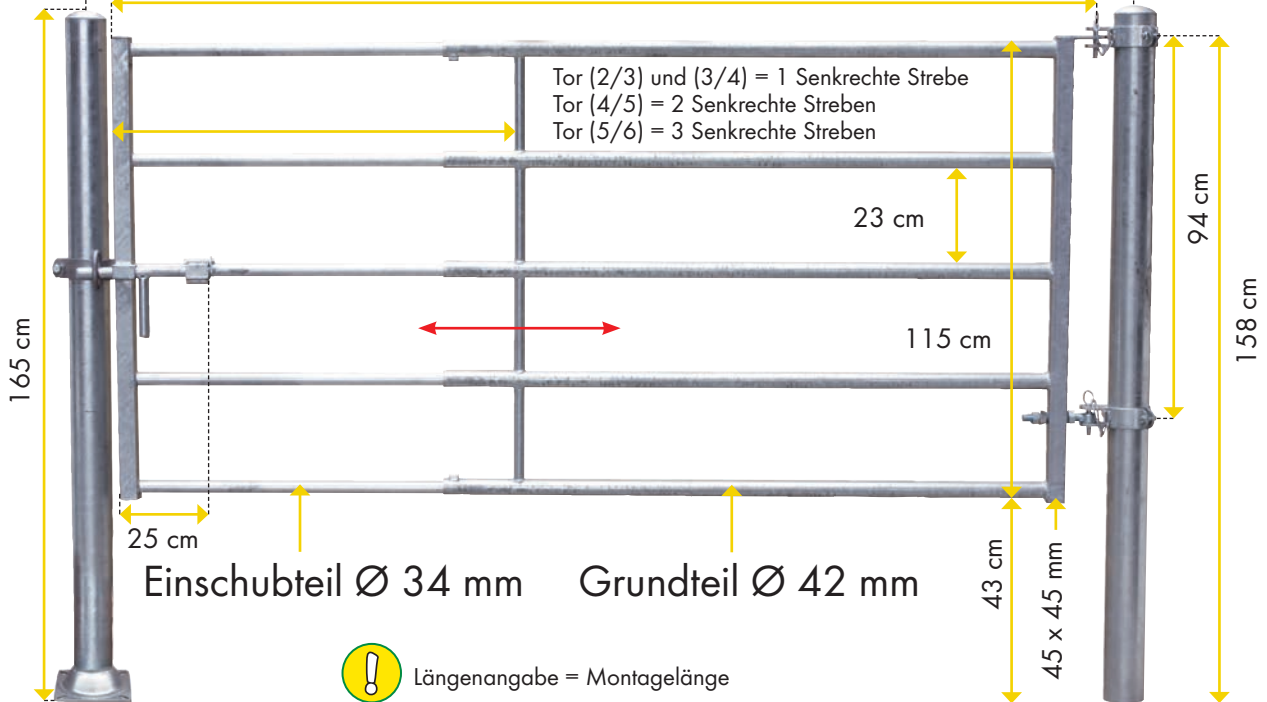 Tor (2/3) und (3/4) = 1 Senkrechte Strebe
Tor (4/5) = 2 Senkrechte Streben
Tor (5/6) = 3 Senkrechte Streben
23 cm
94 cm
158 cm
165 cm
115 cm
25 cm
43 cm
45 x 45 mm
Einschubteil Ø 34 mm
Grundteil Ø 42 mm
Längenangabe = Montagelänge